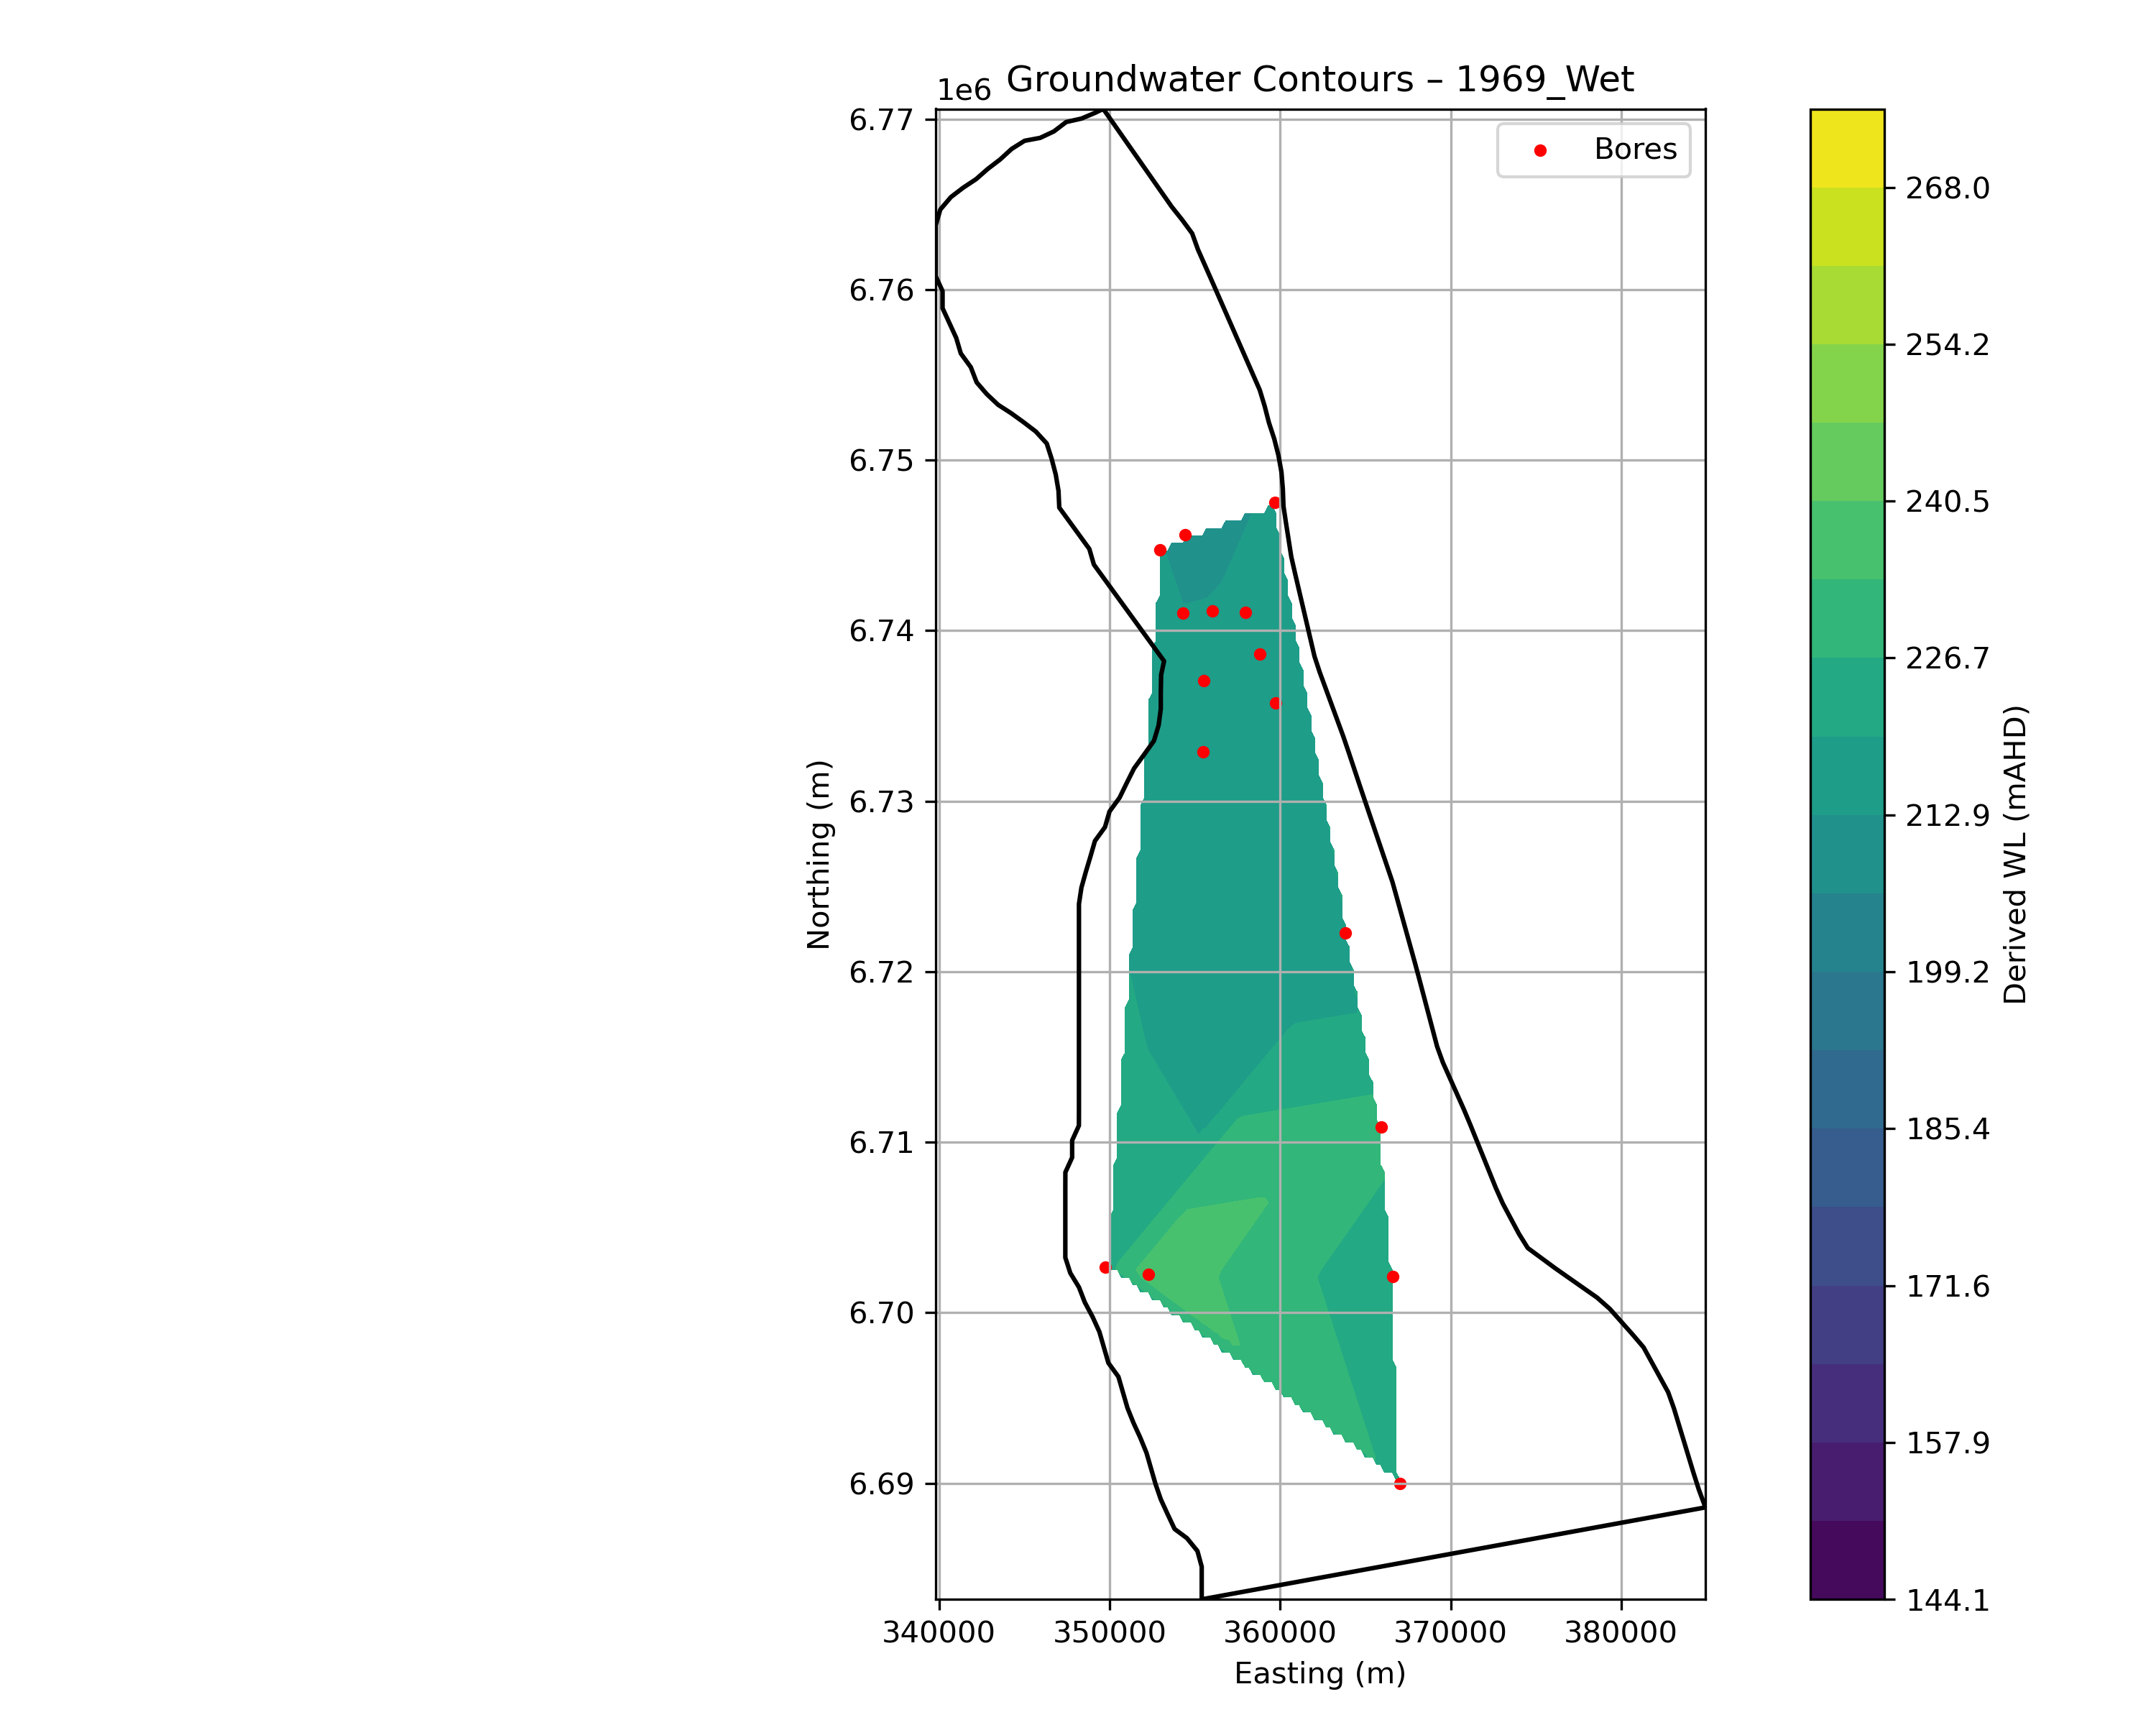 Groundwater Contours – 1969_Wet
1e6
Bores
6.77
6.76
6.75
6.74
6.73
6.72
6.71
6.70
6.69
Northing (m)
340000 350000 360000 370000 380000
Easting (m)
268.0
254.2
240.5
226.7
212.9
199.2
185.4
171.6
157.9
144.1
Derived WL (mAHD)